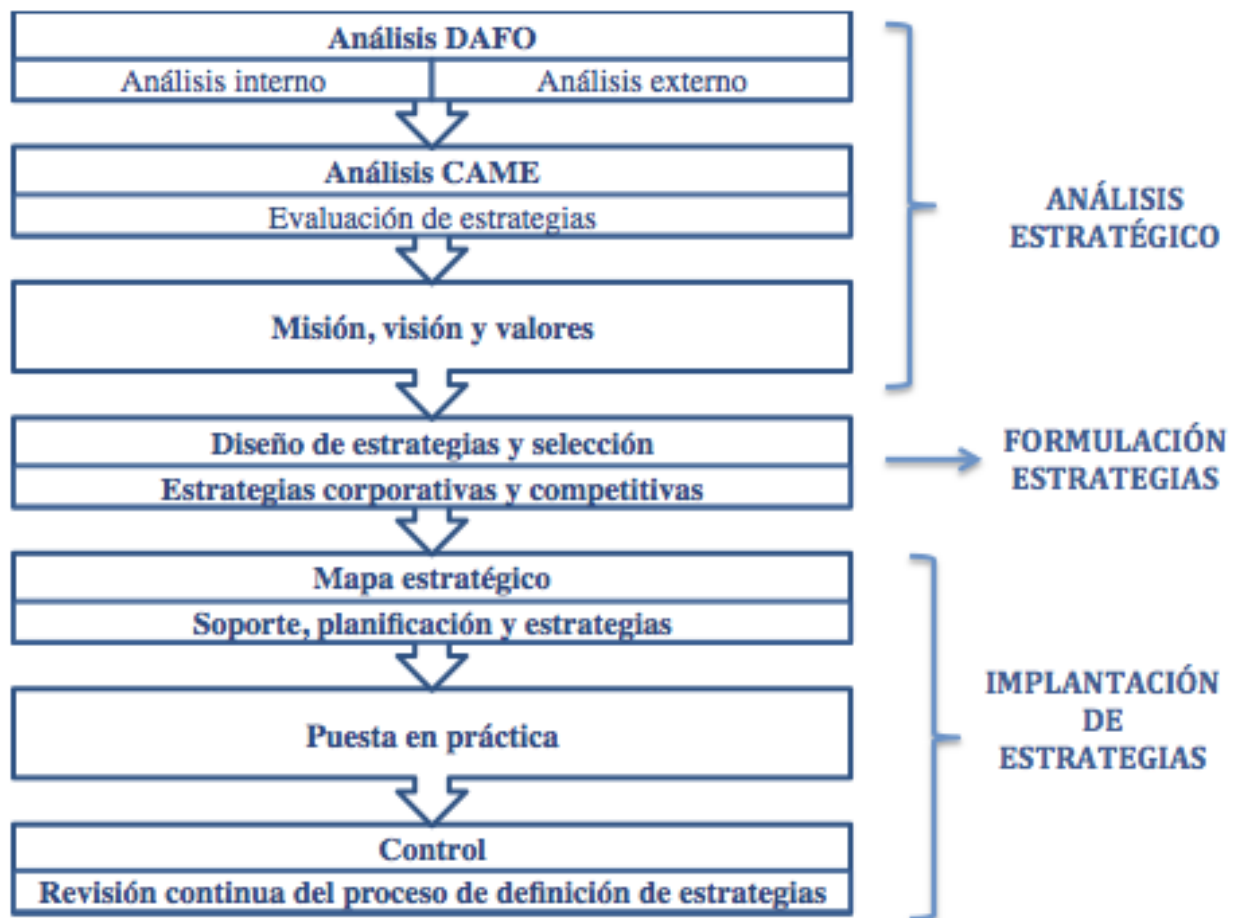 Análisis DAFO
Análisis interno
Análisis externo
Análisis CAME
Evaluación de estrategias
Misión, visión y valores
ANÁLISIS
ESTRATÉGICO
Diseño de estrategias y selección
Estrategias corporativas y competitivas
FORMULACIÓN
ESTRATEGIAS
Mapa estratégico
Soporte, planificación y estrategias
Puesta en práctica
Control
Revisión continua del proceso de definición de estrategias
IMPLANTACIÓN
DE
ESTRATEGIAS